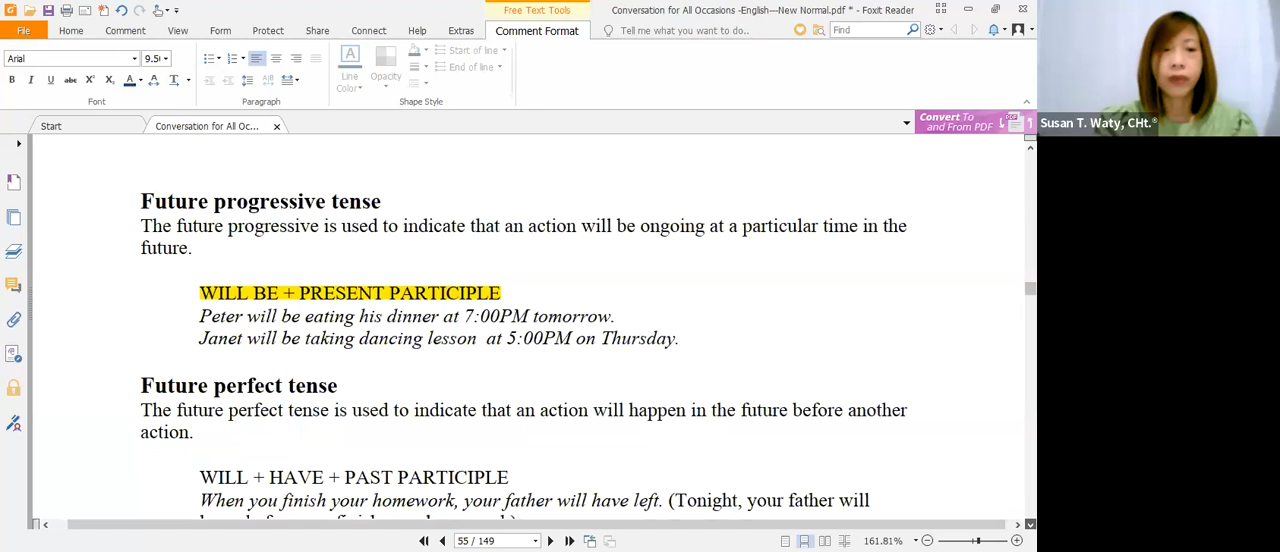 Free Text Tools
Conversation for All Occasions -English---New Normal.pdf * - Foxit Reader
File Home Comment View Form Protect Share Connect Help Extras Comment Format Tell me what you want to do.. Find
Arial 9.5
Line Color
Opacity
Start of line
End of line
Font Paragraph Shape Style
Start
Conversation for All Oc...
Convert To
and From PDF
Susan T. Waty, CHt.®
Future progressive tense
The future progressive is used to indicate that an action will be ongoing at a particular time in the
future.
WILL BE + PRESENT PARTICIPLE
Peter will be eating his dinner at 7:00PM tomorrow.
Janet will be taking dancing lesson at 5:00PM on Thursday.
Future perfect tense
The future perfect tense is used to indicate that an action will happen in the future before another
action.
WILL + HAVE + PAST PARTICIPLE
When you finish your homework, your father will have left. (Tonight, your father will
55 / 149
161.81%